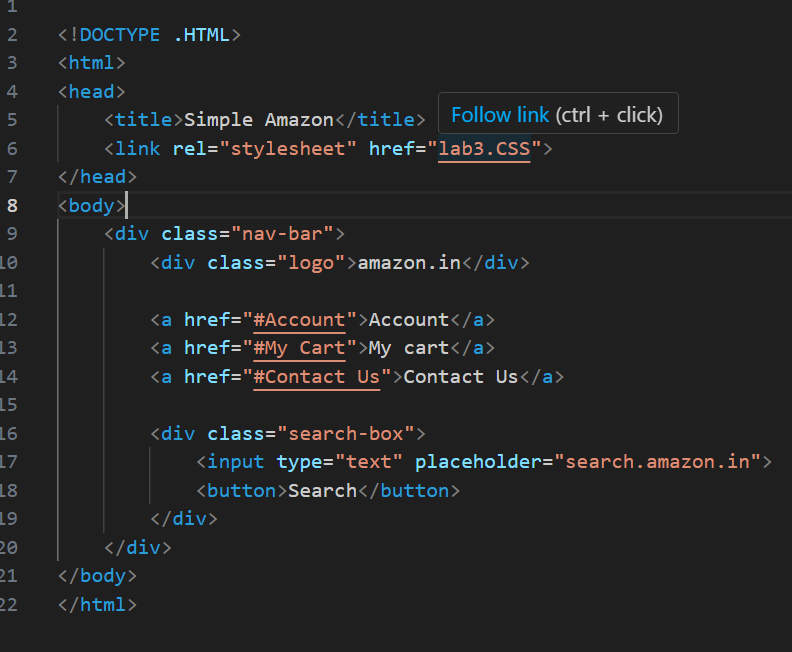 1
2 <!DOCTYPE .HTML>
3 <html>
4 <head>
5 <title>Simple Amazon</title>
Follow link (ctrl + click)
6 <link rel="stylesheet" href="lab3.CSS">
7 </head>
8 <body>
9 <div class="nav-bar">
10 <div class="logo">amazon.in</div>
11
12 <a href="#Account">Account</a>
13 <a href="#My Cart">My cart</a>
14 <a href="#Contact Us">Contact Us</a>
15
16 <div class="search-box">
17 <input type="text" placeholder="search.amazon.in">
18 <button>Search</button>
19 </div>
20 </div>
21 </body>
22 </html>